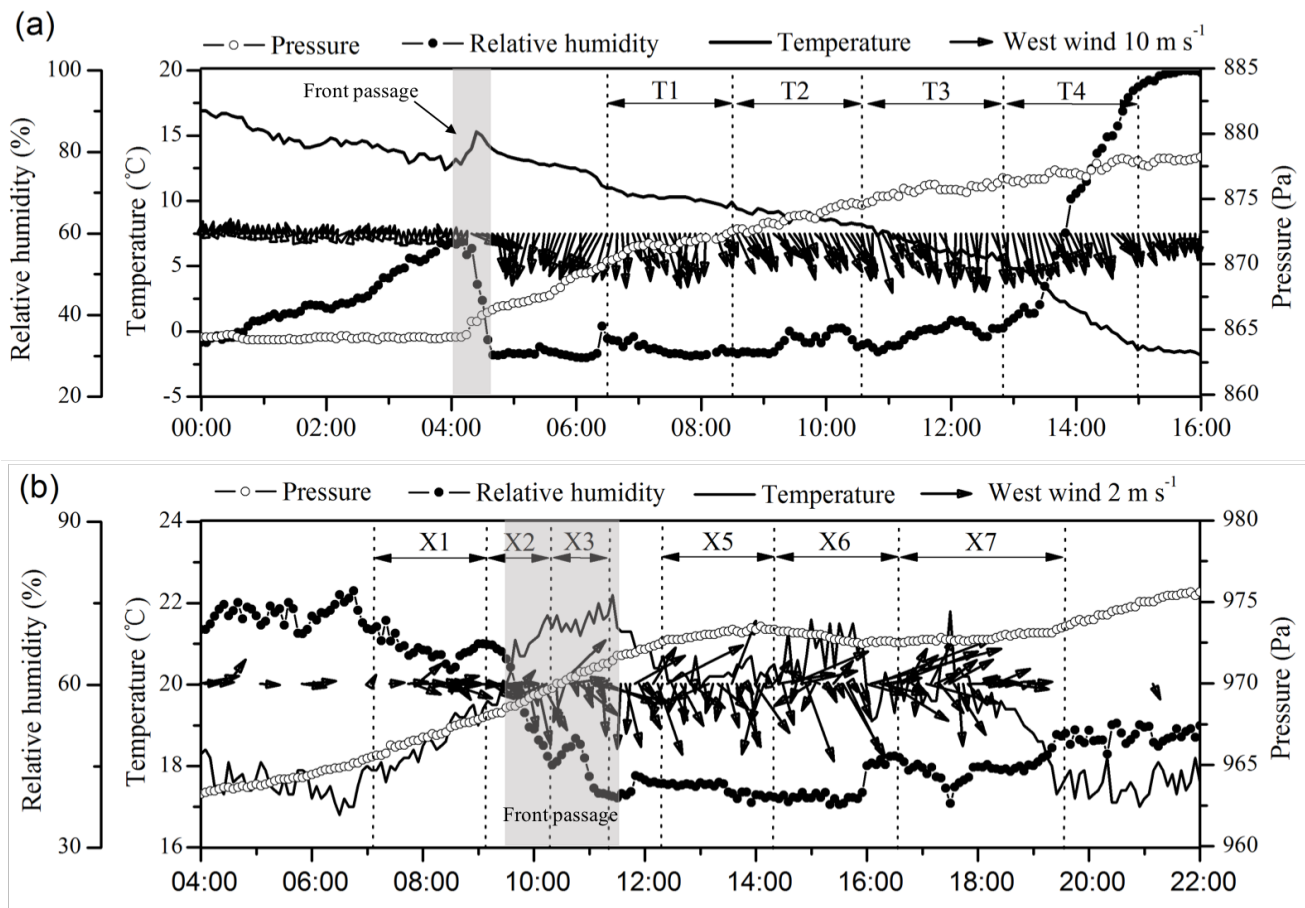 (a)
Pressure Relative humidity Temperature West wind 10 m s⁻¹
Front passage
T1 T2 T3 T4
Relative humidity (%)
100
80
60
40
20
Temperature (℃)
20
15
10
5
0
-5
Pressure (Pa)
885
880
875
870
865
860
00:00 02:00 04:00 06:00 08:00 10:00 12:00 14:00 16:00
(b)
Pressure Relative humidity Temperature West wind 2 m s⁻¹
X1 X2 X3 X5 X6 X7
Relative humidity (%)
90
60
30
Temperature (℃)
24
22
20
18
16
Pressure (Pa)
980
975
970
965
960
Front passage
04:00 06:00 08:00 10:00 12:00 14:00 16:00 18:00 20:00 22:00